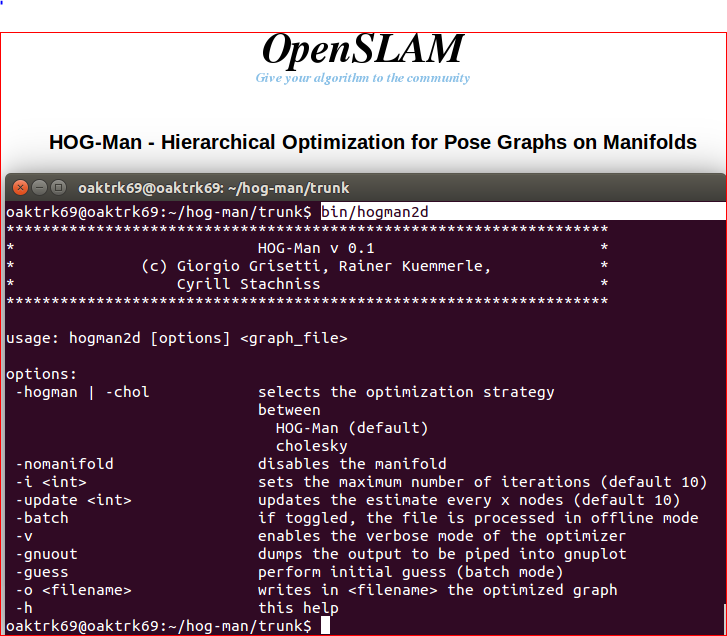 OpenSLAM
Give your algorithm to the community
HOG-Man - Hierarchical Optimization for Pose Graphs on Manifolds
oaktrk69@oaktrk69: ~/hog-man/trunk
oaktrk69@oaktrk69:~/hog-man/trunk$ bin/hogman2d
*******************************************************************
* HOG-Man v 0.1 *
* (c) Giorgio Grisetti, Rainer Kuemmerle, *
* Cyrill Stachniss *
*******************************************************************
usage: hogman2d [options] <graph_file>
options:
-hogman | -chol selects the optimization strategy
between
HOG-Man (default)
cholesky
-nomanifold disables the manifold
-i <int> sets the maximum number of iterations (default 10)
-update <int> updates the estimate every x nodes (default 10)
-batch if toggled, the file is processed in offline mode
-v enables the verbose mode of the optimizer
-gnuout dumps the output to be piped into gnuplot
-guess perform initial guess (batch mode)
-o <filename> writes in <filename> the optimized graph
-h this help
oaktrk69@oaktrk69:~/hog-man/trunk$